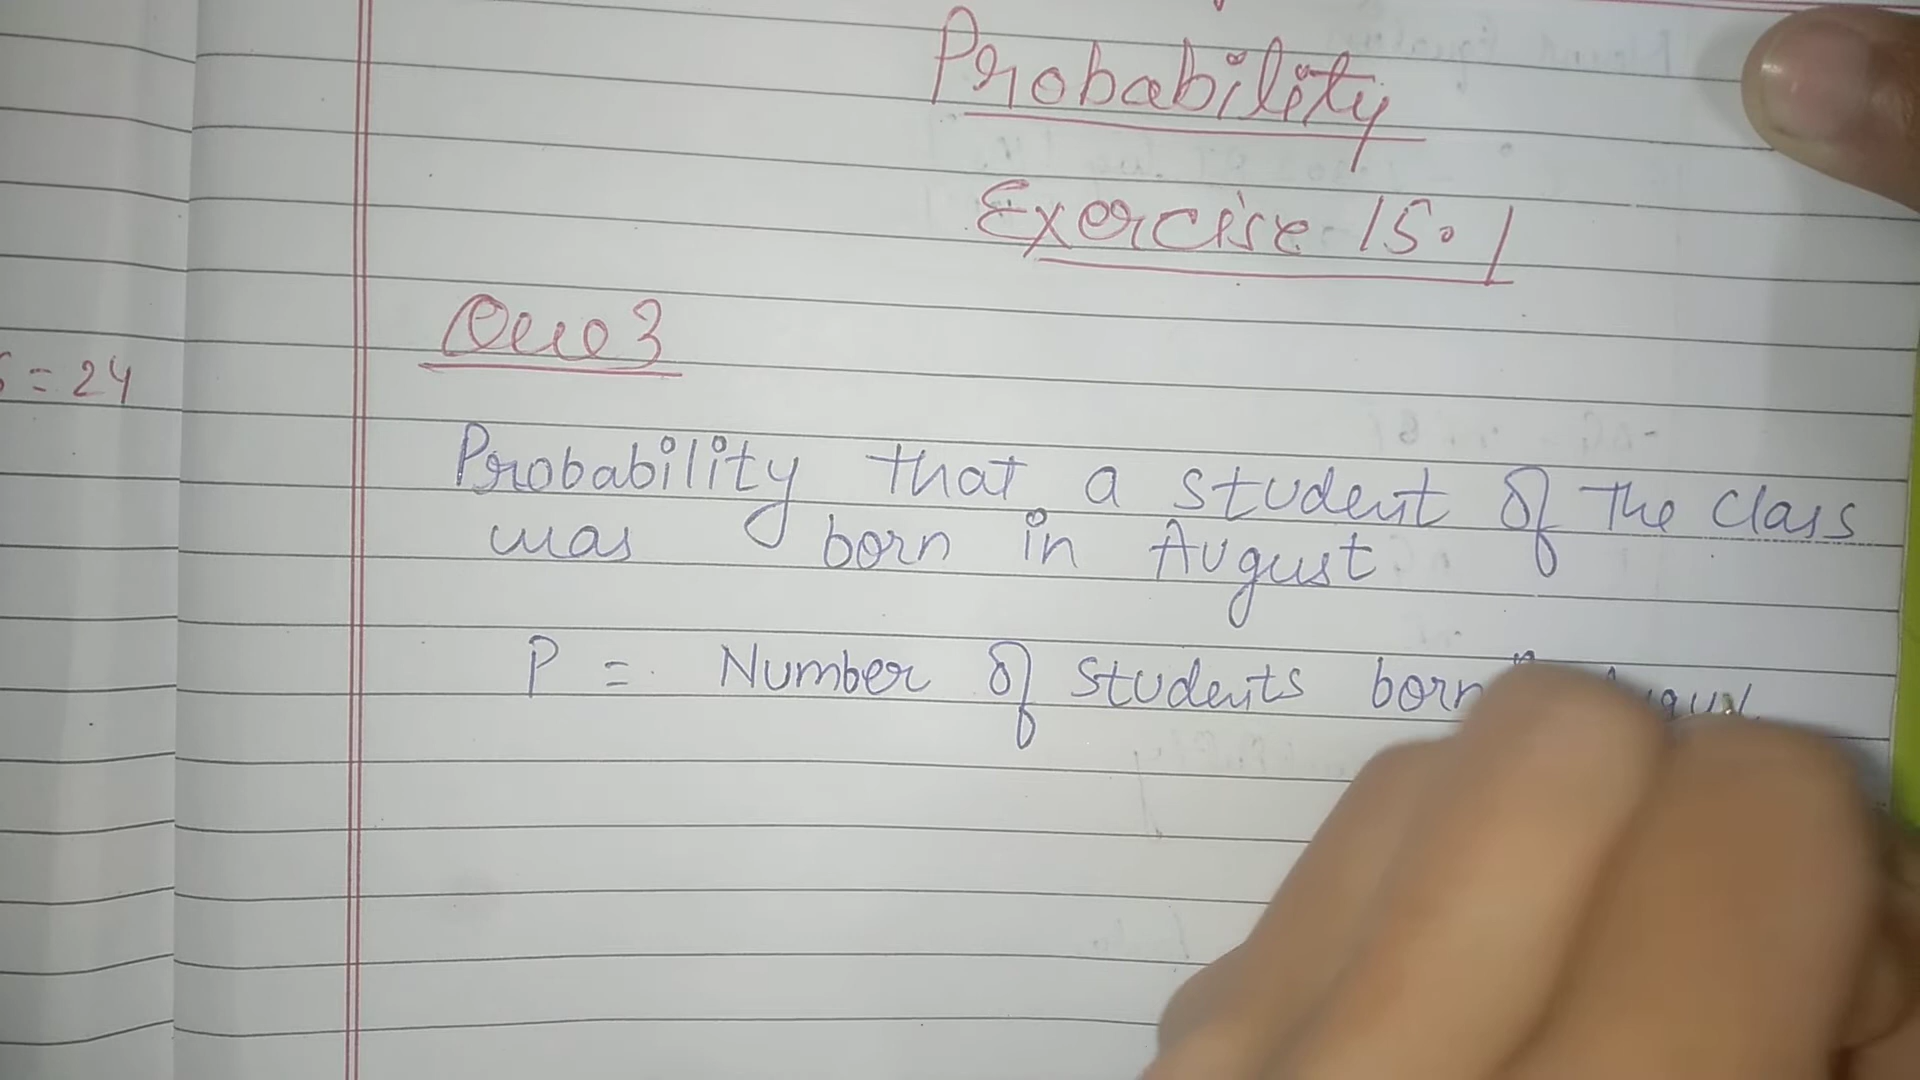 Probability
Exercise 15.1
Que 3
= 24
Probability that a student of the class
was born in August
P = Number of students born